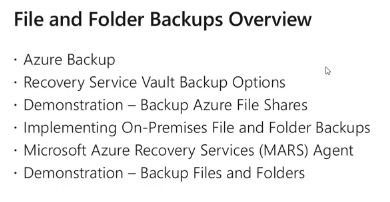 File and Folder Backups Overview
· Azure Backup
· Recovery Service Vault Backup Options
· Demonstration – Backup Azure File Shares
· Implementing On-Premises File and Folder Backups
· Microsoft Azure Recovery Services (MARS) Agent
· Demonstration – Backup Files and Folders